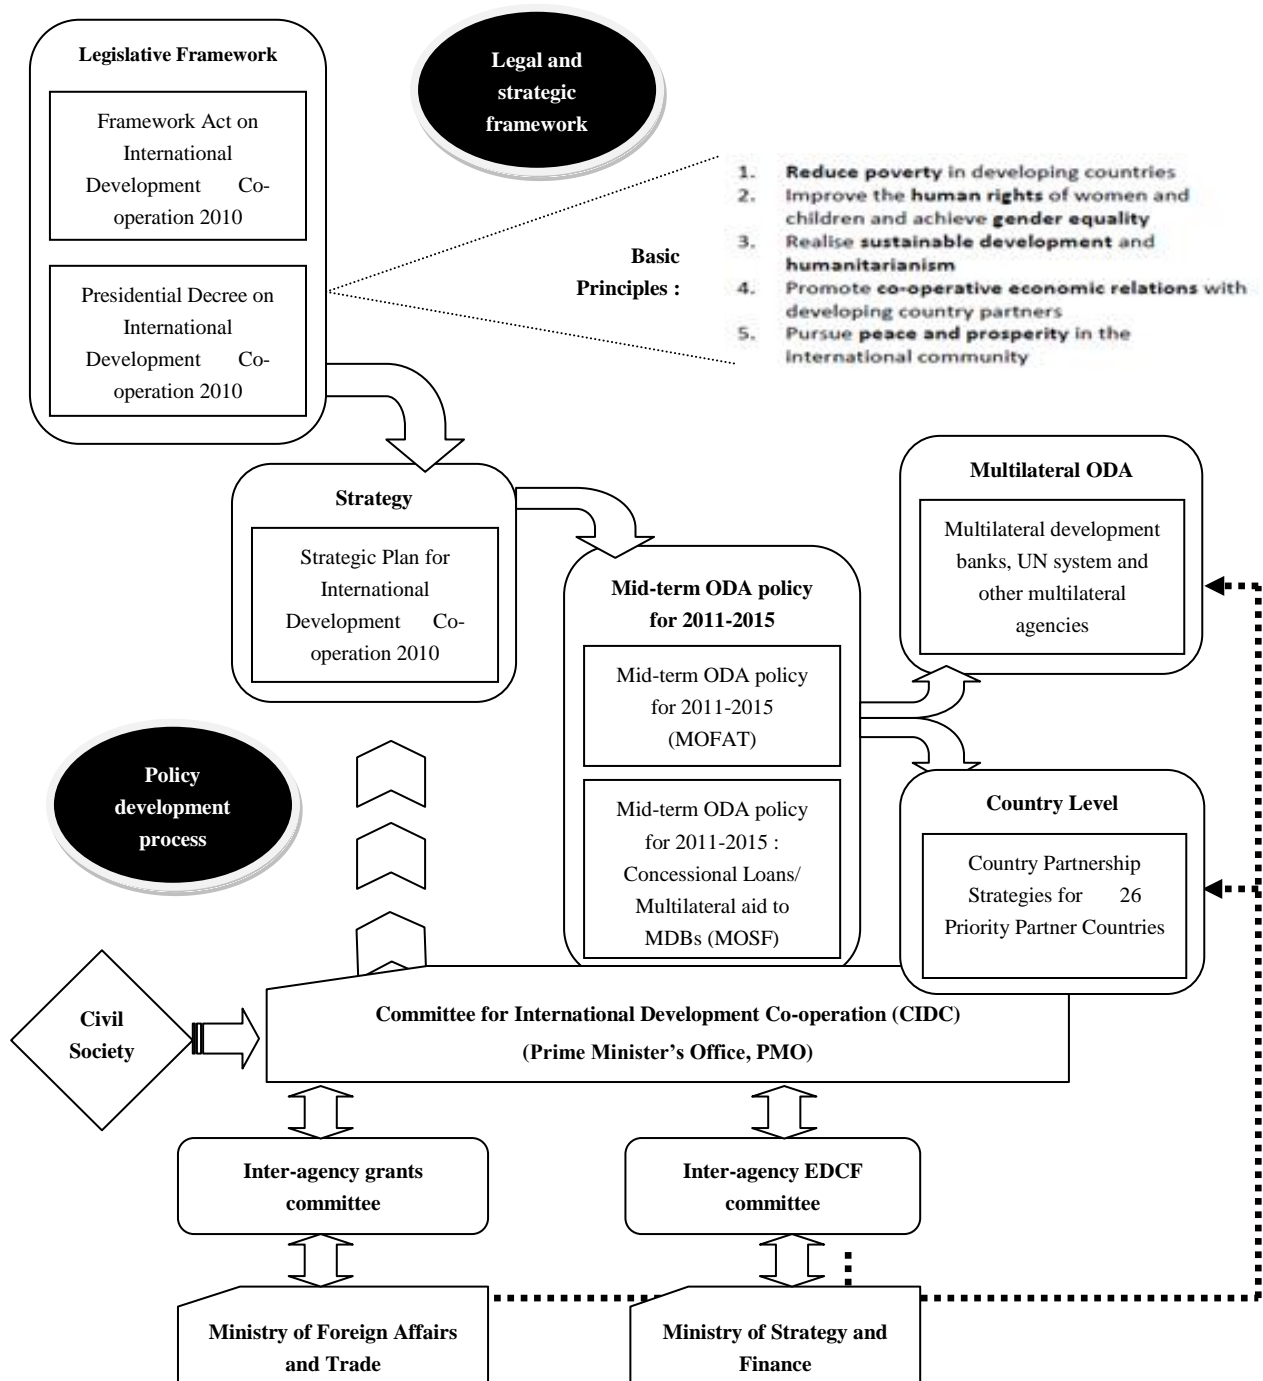 Legislative Framework
Framework Act on
International
Development Co-
operation 2010
Presidential Decree on
International
Development Co-
operation 2010
Legal and
strategic
framework
Basic
Principles :
1. Reduce poverty in developing countries
2. Improve the human rights of women and
children and achieve gender equality
3. Realise sustainable development and
humanitarianism
4. Promote co-operative economic relations with
developing country partners
5. Pursue peace and prosperity in the
international community
Strategy
Strategic Plan for
International
Development Co-
operation 2010
Mid-term ODA policy
for 2011-2015
Mid-term ODA policy
for 2011-2015
(MOFAT)
Mid-term ODA policy
for 2011-2015 :
Concessional Loans/
Multilateral aid to
MDBs (MOSF)
Multilateral ODA
Multilateral development
banks, UN system and
other multilateral
agencies
Country Level
Country Partnership
Strategies for 26
Priority Partner Countries
Policy
development
process
Civil
Society
Committee for International Development Co-operation (CIDC)
(Prime Minister's Office, PMO)
Inter-agency grants
committee
Inter-agency EDCF
committee
Ministry of Foreign Affairs
and Trade
Ministry of Strategy and
Finance